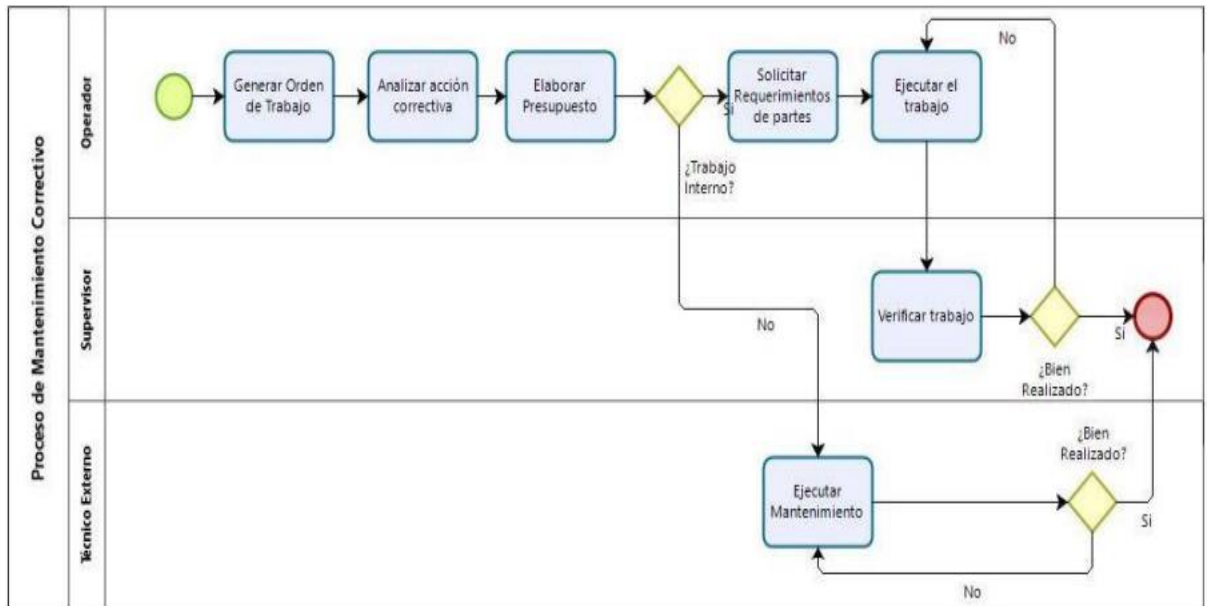 Proceso de Mantenimiento Correctivo
Operador
Generar Orden
de Trabajo
Analizar acción
correctiva
Elaborar
Presupuesto
¿Trabajo
Interno?
Si
Solicitar
Requerimientos
de partes
Ejecutar el
trabajo
No
Supervisor
No
Verificar trabajo
¿Bien
Realizado?
Si
Técnico Externo
Ejecutar
Mantenimiento
¿Bien
Realizado?
Si
No